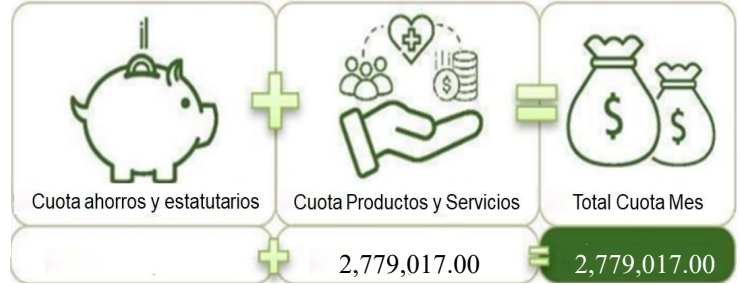 Cuota ahorros y estatutarios
Cuota Productos y Servicios
Total Cuota Mes
2,779,017.00
2,779,017.00